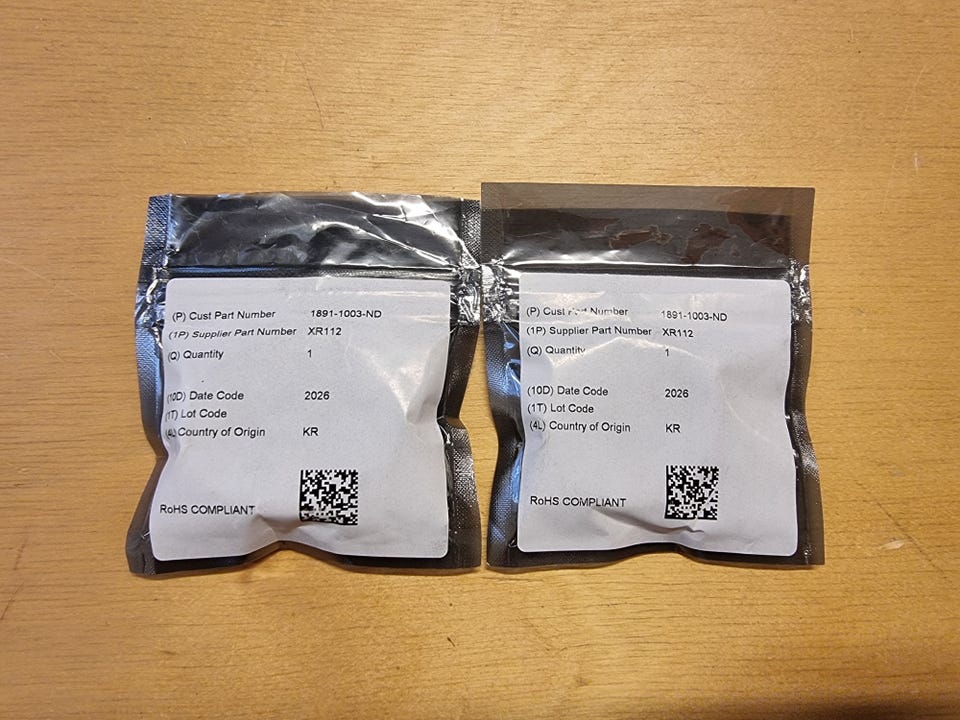 (P) Cust Part Number 1891-1003-ND
(1P) Supplier Part Number XR112
(Q) Quantity 1
(10D) Date Code 2026
(1T) Lot Code
(4L) Country of Origin KR
RoHS COMPLIANT
(P) Cust Part Number 1891-1003-ND
(1P) Supplier Part Number XR112
(Q) Quantity 1
(10D) Date Code 2026
(1T) Lot Code
(4L) Country of Origin KR
RoHS COMPLIANT